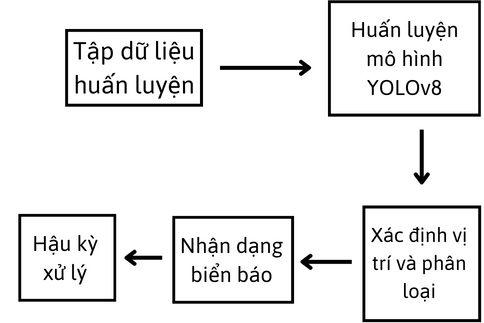 Tập dữ liệu
huấn luyện
Huấn luyện
mô hình
YOLOv8
Xác định vị
trí và phân
loại
Nhận dạng
biển báo
Hậu kỳ
xử lý